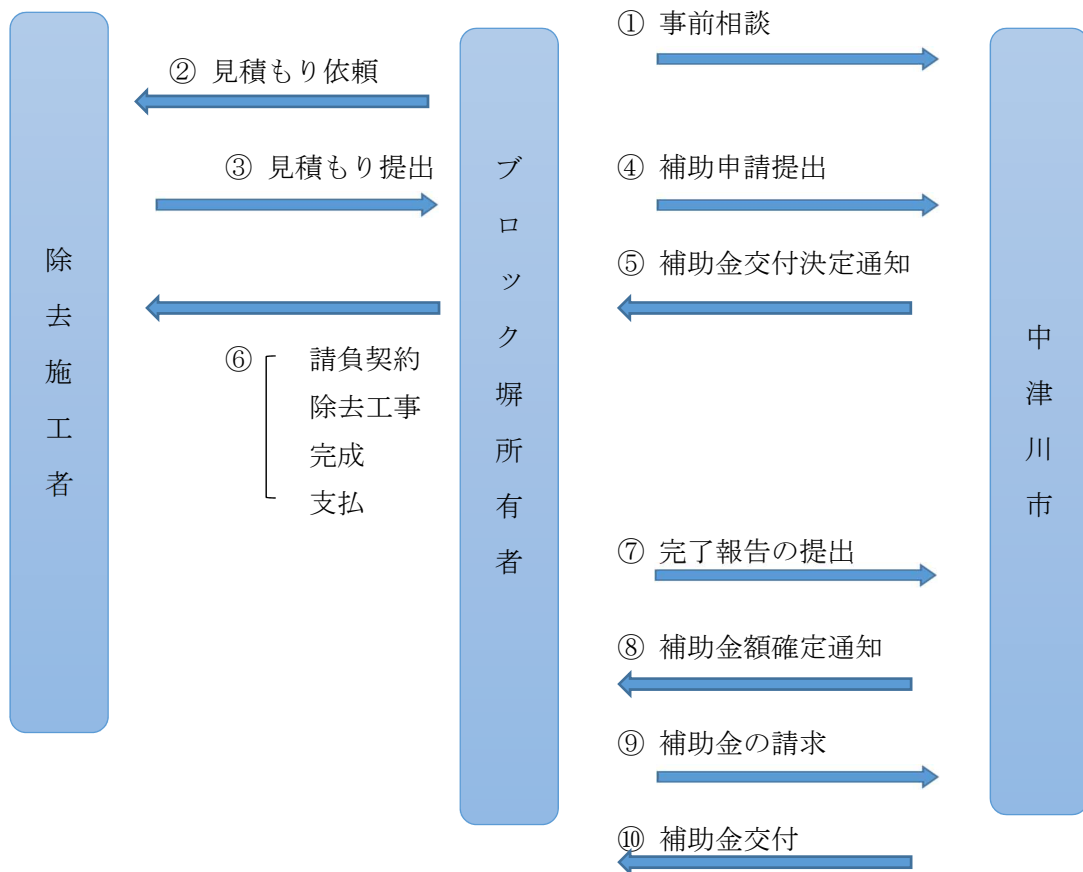 ① 事前相談
② 見積もり依頼
③ 見積もり提出
④ 補助申請提出
⑤ 補助金交付決定通知
⑥ 請負契約
除去工事
完成
支払
⑦ 完了報告の提出
⑧ 補助金額確定通知
⑨ 補助金の請求
⑩ 補助金交付
除去施工者
ブロック塀所有者
中津川市